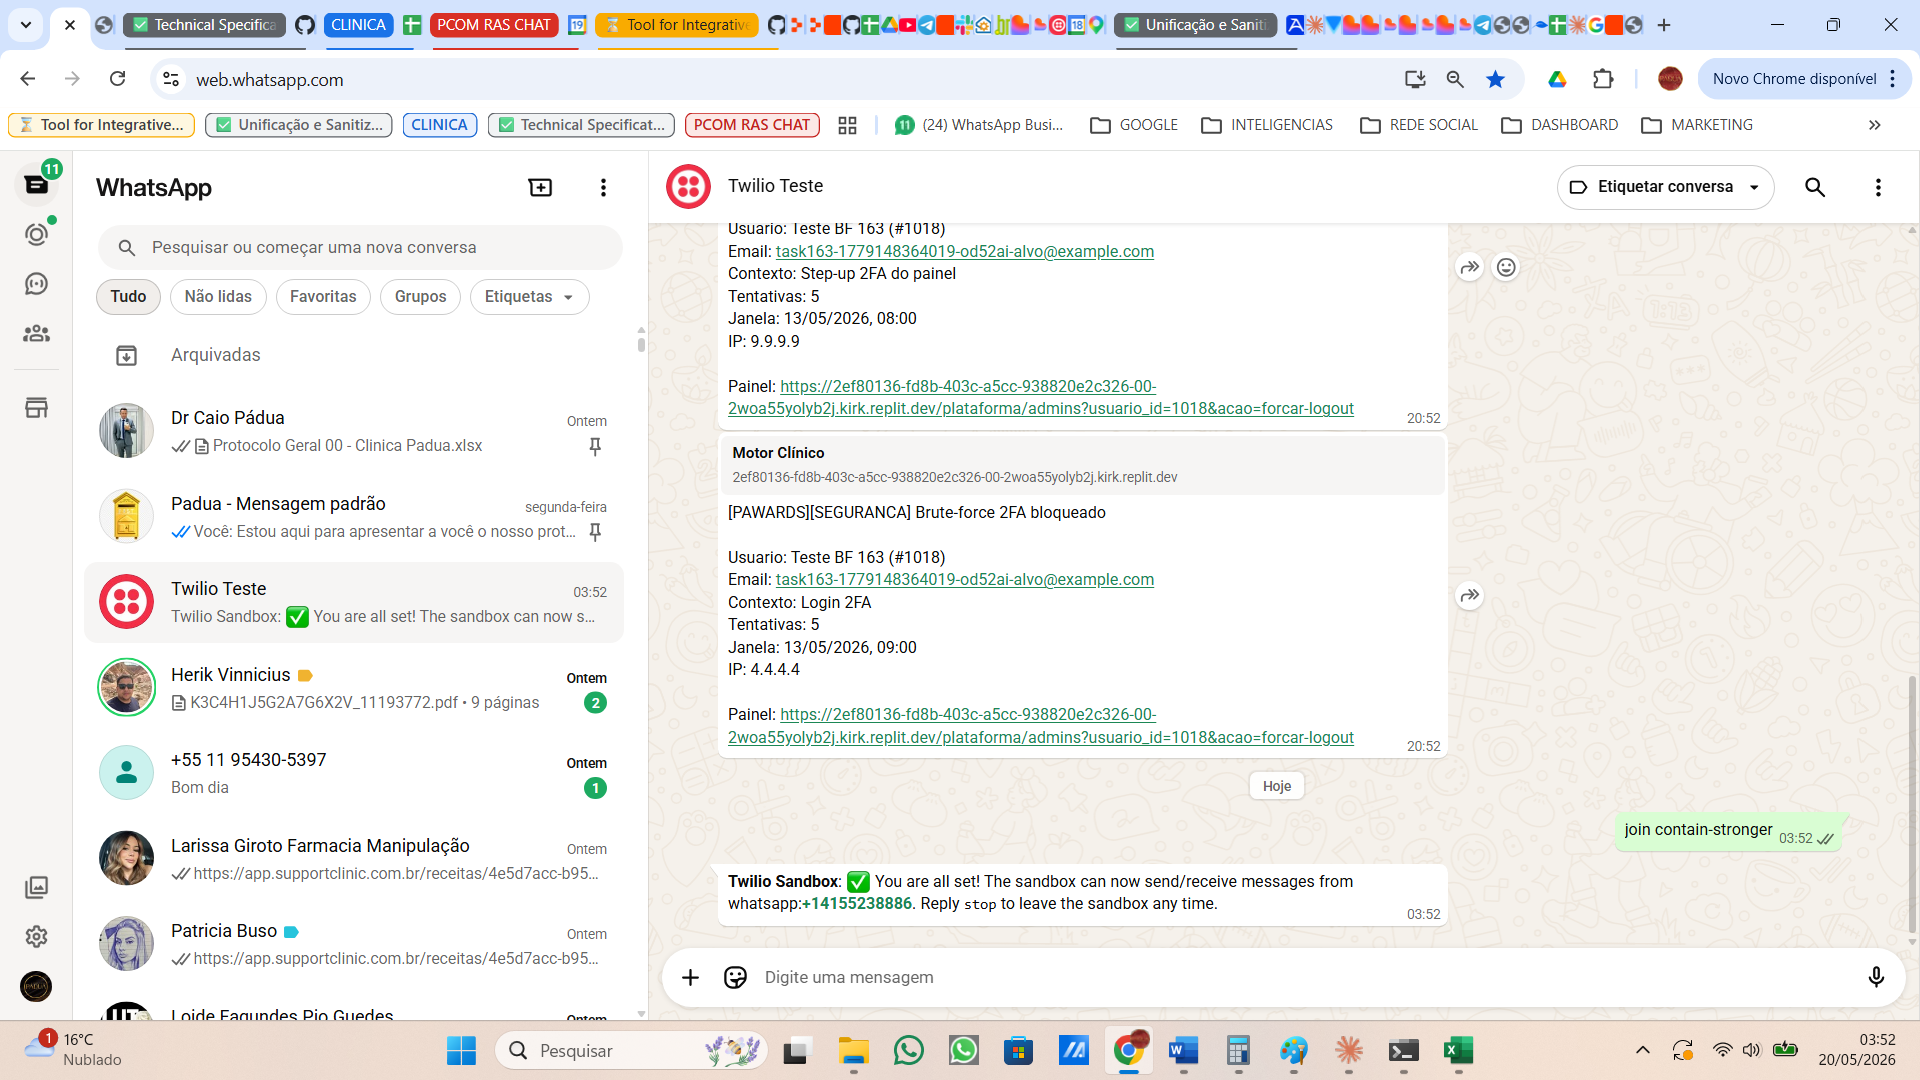 Technical Specifica
CLINICA
PCOM RAS CHAT
Tool for Integrative
Unificação e Saniti
web.whatsapp.com
Novo Chrome disponível
Tool for Integrative...
Unificação e Sanitiz...
CLINICA
Technical Specificat...
PCOM RAS CHAT
(24) WhatsApp Busi...
GOOGLE
INTELIGENCIAS
REDE SOCIAL
DASHBOARD
MARKETING
11
WhatsApp
Pesquisar ou começar uma nova conversa
Tudo
Não lidas
Favoritas
Grupos
Etiquetas
Arquivadas
Dr Caio Pádua
Ontem
Protocolo Geral 00 - Clinica Padua.xlsx
Padua - Mensagem padrão
segunda-feira
Você: Estou aqui para apresentar a você o nosso prot...
Twilio Teste
03:52
Twilio Sandbox: ✅ You are all set! The sandbox can now s...
Herik Vinnicius
Ontem
K3C4H1J5G2A7G6X2V_11193772.pdf • 9 páginas
2
+55 11 95430-5397
Ontem
Bom dia
1
Larissa Giroto Farmacia Manipulação
Ontem
https://app.supportclinic.com.br/receitas/4e5d7acc-b95...
Patricia Buso
Ontem
https://app.supportclinic.com.br/receitas/4e5d7acc-b95...
Loide Fagundes Pio Guedes
Ontem
Twilio Teste
Etiquetar conversa
Usuario: Teste BF 163 (#1018)
Email: task163-1779148364019-od52ai-alvo@example.com
Contexto: Step-up 2FA do painel
Tentativas: 5
Janela: 13/05/2026, 08:00
IP: 9.9.9.9
Painel: https://2ef80136-fd8b-403c-a5cc-938820e2c326-00-
2woa55yolyb2j.kirk.replit.dev/plataforma/admins?usuario_id=1018&acao=forcar-logout
20:52
Motor Clínico
2ef80136-fd8b-403c-a5cc-938820e2c326-00-2woa55yolyb2j.kirk.replit.dev
[PAWARDS][SEGURANCA] Brute-force 2FA bloqueado
Usuario: Teste BF 163 (#1018)
Email: task163-1779148364019-od52ai-alvo@example.com
Contexto: Login 2FA
Tentativas: 5
Janela: 13/05/2026, 09:00
IP: 4.4.4.4
Painel: https://2ef80136-fd8b-403c-a5cc-938820e2c326-00-
2woa55yolyb2j.kirk.replit.dev/plataforma/admins?usuario_id=1018&acao=forcar-logout
20:52
Hoje
join contain-stronger
03:52
Twilio Sandbox: ✅ You are all set! The sandbox can now send/receive messages from
whatsapp:+14155238886. Reply stop to leave the sandbox any time.
03:52
Digite uma mensagem
1
16°C
Nublado
Pesquisar
03:52
20/05/2026